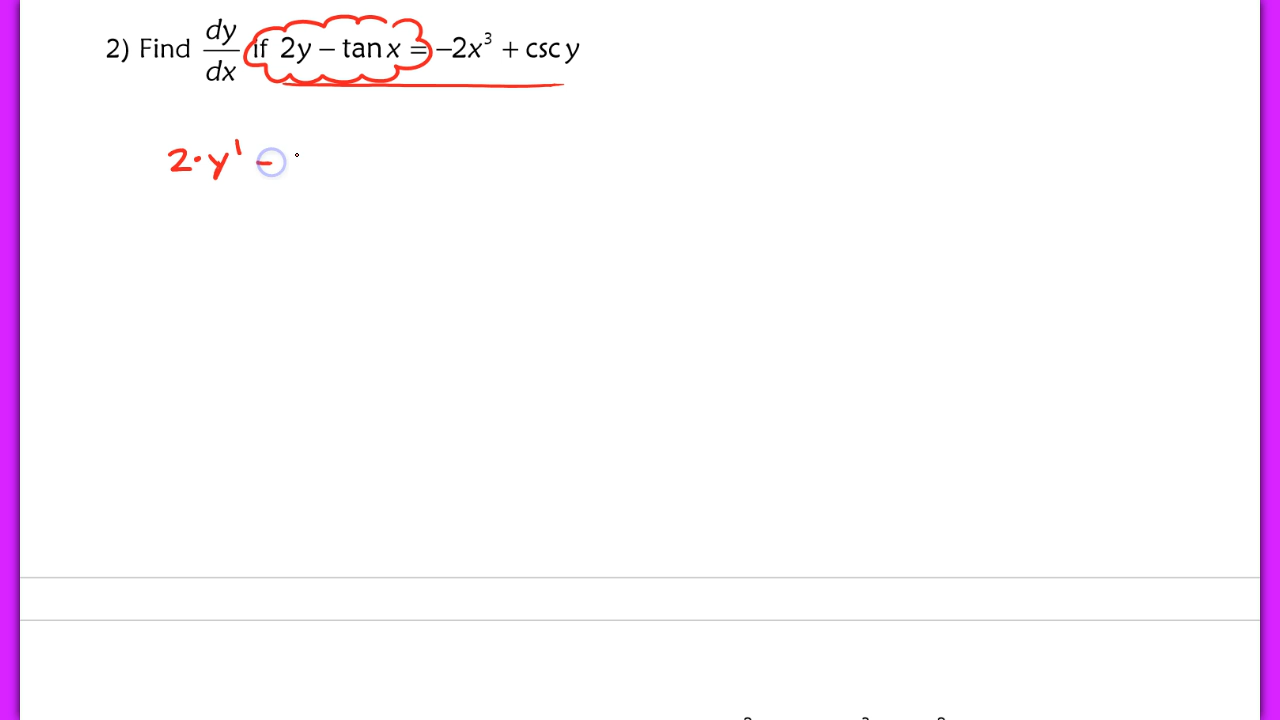 2) Find dy/dx if 2y – tan x = –2x³ + csc y
2·y' –